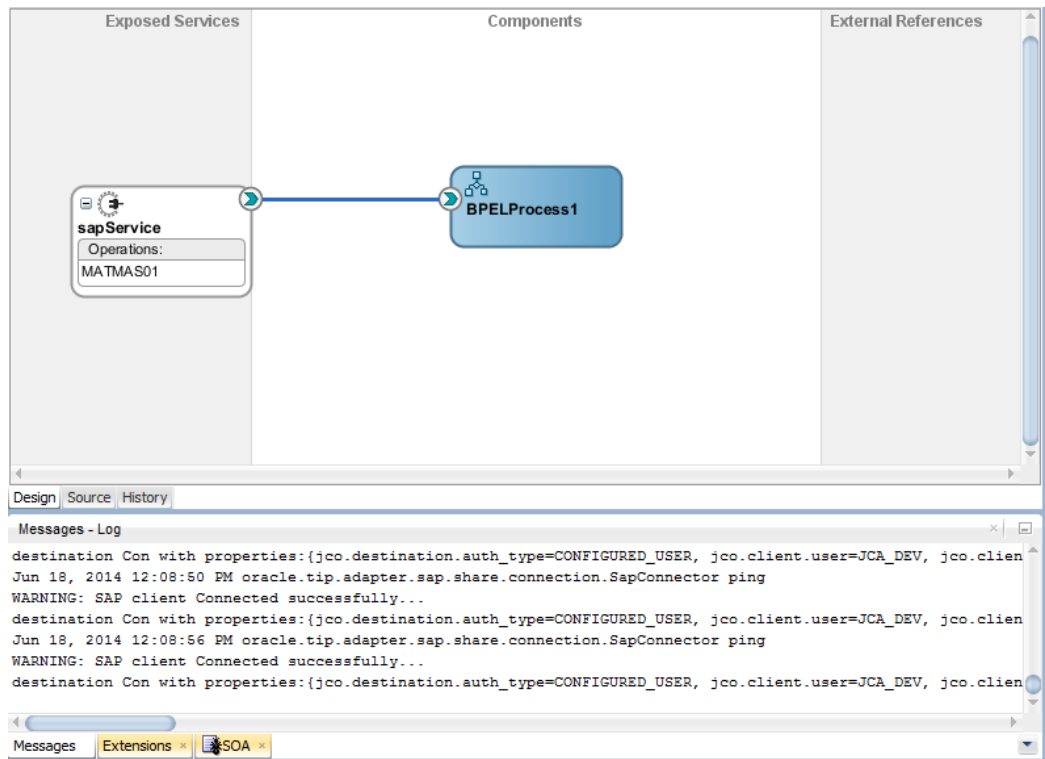 Exposed Services
Components
External References
sapService
Operations:
MATMAS01
BPELProcess1
Design Source History
Messages - Log
destination Con with properties:{jco.destination.auth_type=CONFIGURED_USER, jco.client.user=JCA_DEV, jco.clien
Jun 18, 2014 12:08:50 PM oracle.tip.adapter.sap.share.connection.SapConnector ping
WARNING: SAP client Connected successfully...
destination Con with properties:{jco.destination.auth_type=CONFIGURED_USER, jco.client.user=JCA_DEV, jco.clien
Jun 18, 2014 12:08:56 PM oracle.tip.adapter.sap.share.connection.SapConnector ping
WARNING: SAP client Connected successfully...
destination Con with properties:{jco.destination.auth_type=CONFIGURED_USER, jco.client.user=JCA_DEV, jco.clien
Messages Extensions SOA